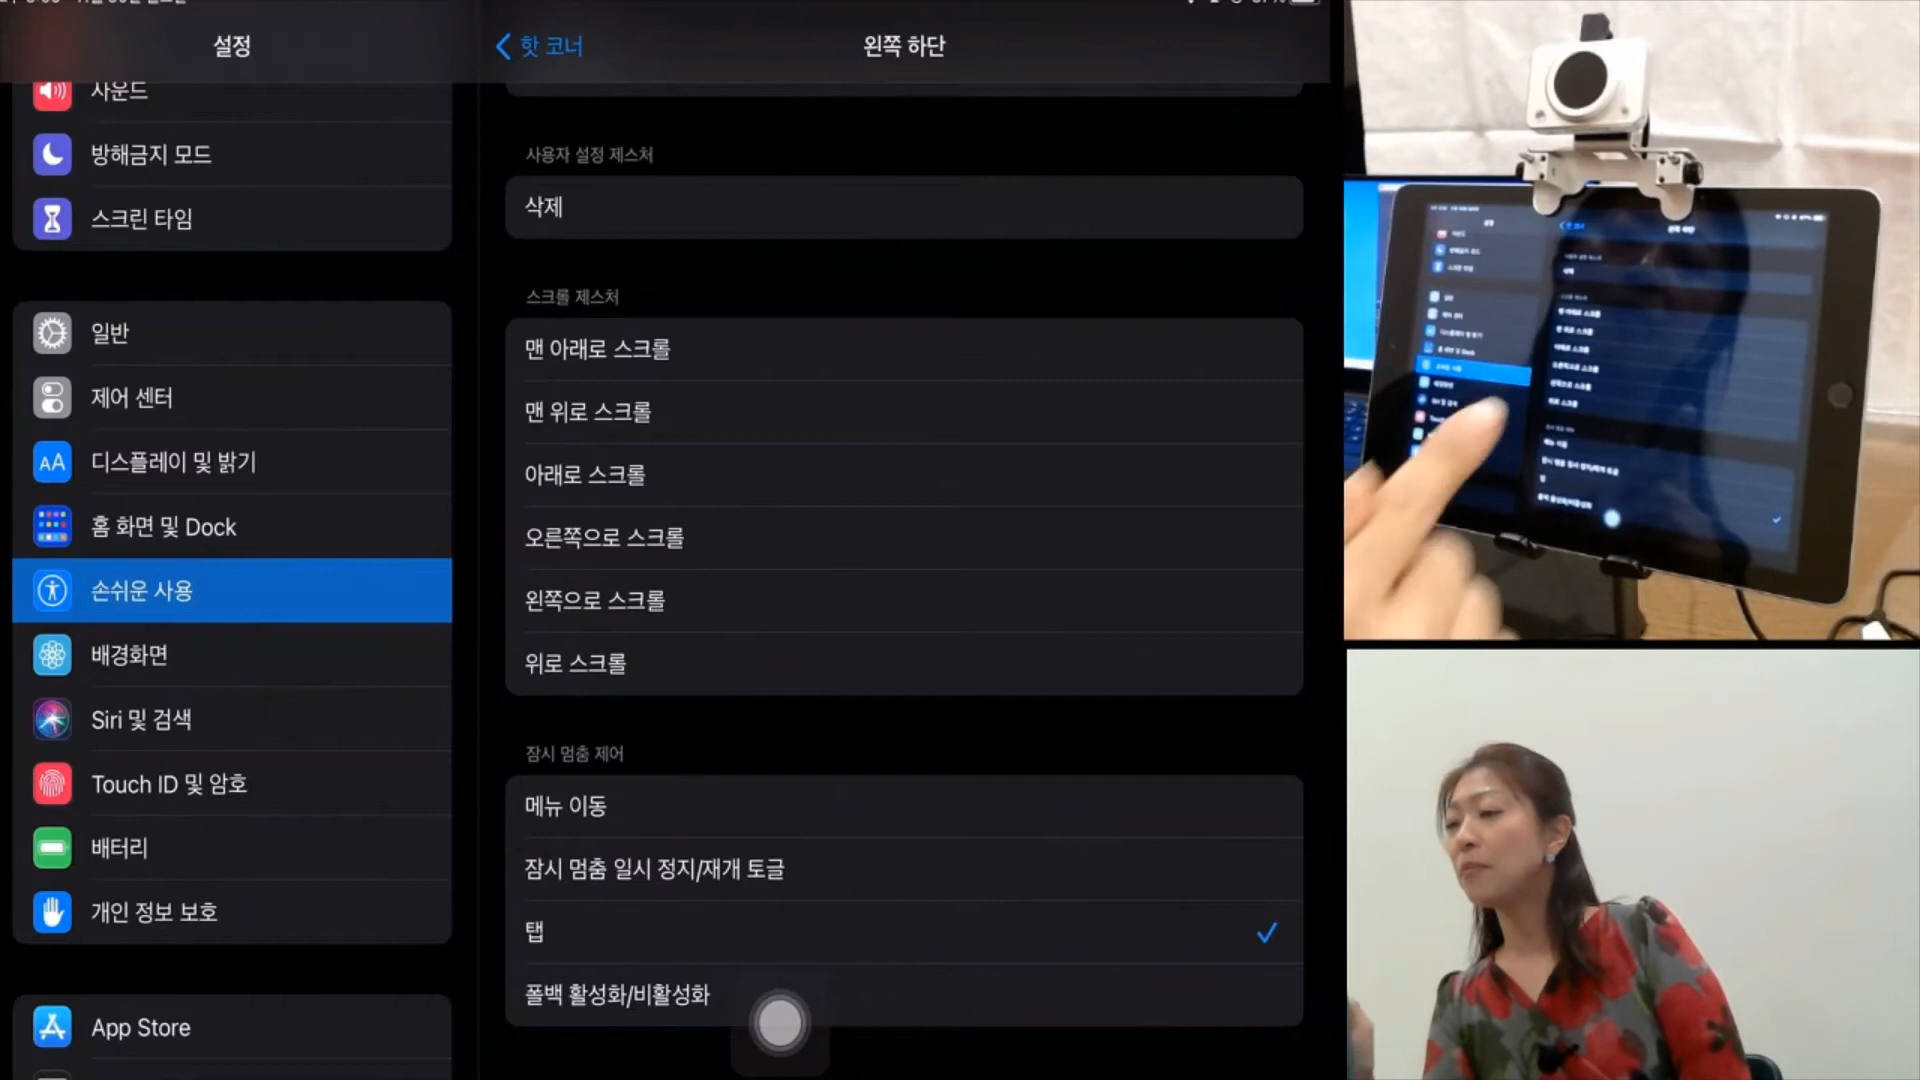 설정
핫 코너
왼쪽 하단
사운드
방해금지 모드
스크린 타임
일반
제어 센터
디스플레이 및 밝기
홈 화면 및 Dock
손쉬운 사용
배경화면
Siri 및 검색
Touch ID 및 암호
배터리
개인 정보 보호
App Store
사용자 설정 제스처
삭제
스크롤 제스처
맨 아래로 스크롤
맨 위로 스크롤
아래로 스크롤
오른쪽으로 스크롤
왼쪽으로 스크롤
위로 스크롤
잠시 멈춤 제어
메뉴 이동
잠시 멈춤 일시 정지/재개 토글
탭
폴백 활성화/비활성화